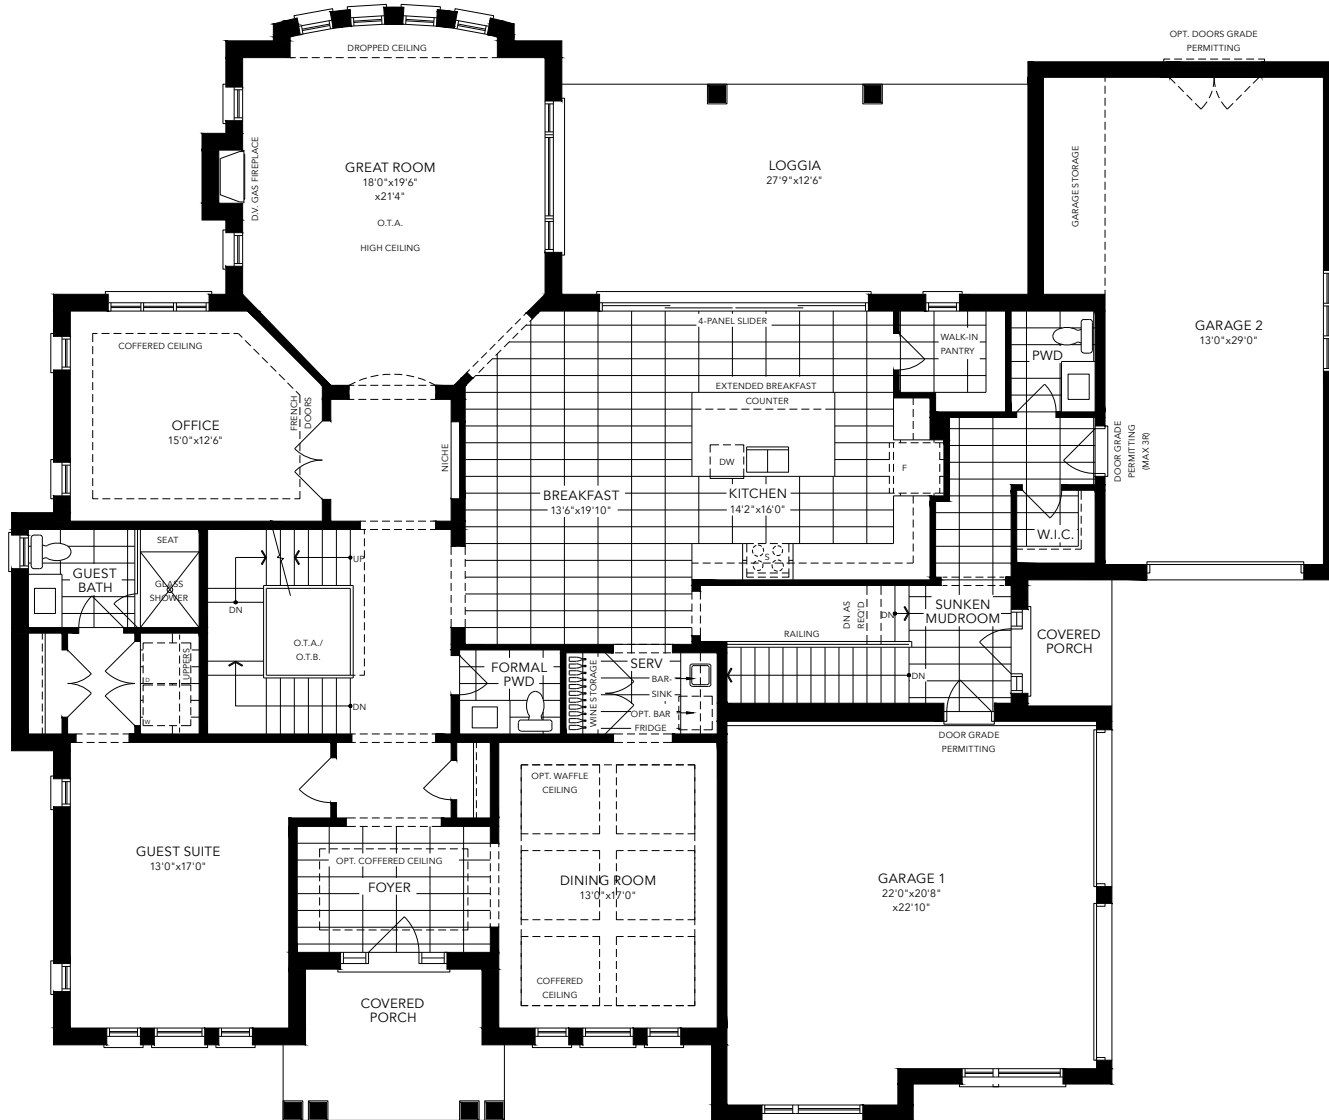 OPT. DOORS GRADE
PERMITTING
DROPPED CEILING
D.V. GAS FIREPLACE
GREAT ROOM
18'0"x19'6"
x21'4"
O.T.A.
HIGH CEILING
LOGGIA
27'9"x12'6"
GARAGE STORAGE
GARAGE 2
13'0"x29'0"
COFFERED CEILING
OFFICE
15'0"x12'6"
FRENCH
DOORS
NICHE
4-PANEL SLIDER
WALK-IN
PANTRY
PWD
EXTENDED BREAKFAST
COUNTER
DW
F
BREAKFAST
13'6"x19'10"
KITCHEN
14'2"x16'0"
S
DOOR GRADE
PERMITTING
(MAX 3R)
W.I.C.
SEAT
GLASS
SHOWER
GUEST
BATH
UP
DN
O.T.A./
O.T.B.
DN
UPPERS
D
W
RAILING
DN AS
REQ'D
DN
SUNKEN
MUDROOM
COVERED
PORCH
DN
FORMAL
PWD
WINE STORAGE
SERV
BAR-
SINK
OPT. BAR
FRIDGE
DOOR GRADE
PERMITTING
GUEST SUITE
13'0"x17'0"
OPT. COFFERED CEILING
FOYER
OPT. WAFFLE
CEILING
DINING ROOM
13'0"x17'0"
COFFERED
CEILING
GARAGE 1
22'0"x20'8"
x22'10"
COVERED
PORCH